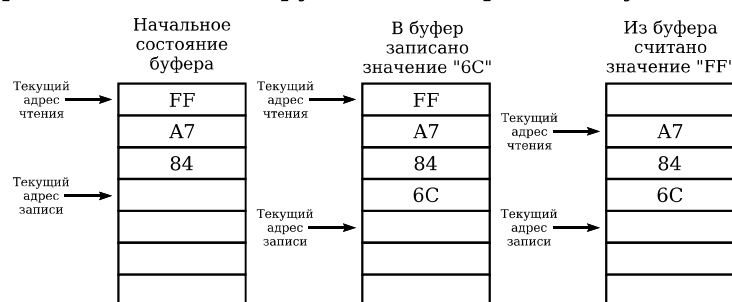 Начальное
состояние
буфера
Текущий
адрес
чтения
FF
A7
84
Текущий
адрес
записи
В буфер
записано
значение "6C"
Текущий
адрес
чтения
FF
A7
84
6C
Текущий
адрес
записи
Из буфера
считано
значение "FF"
Текущий
адрес
чтения
A7
84
6C
Текущий
адрес
записи